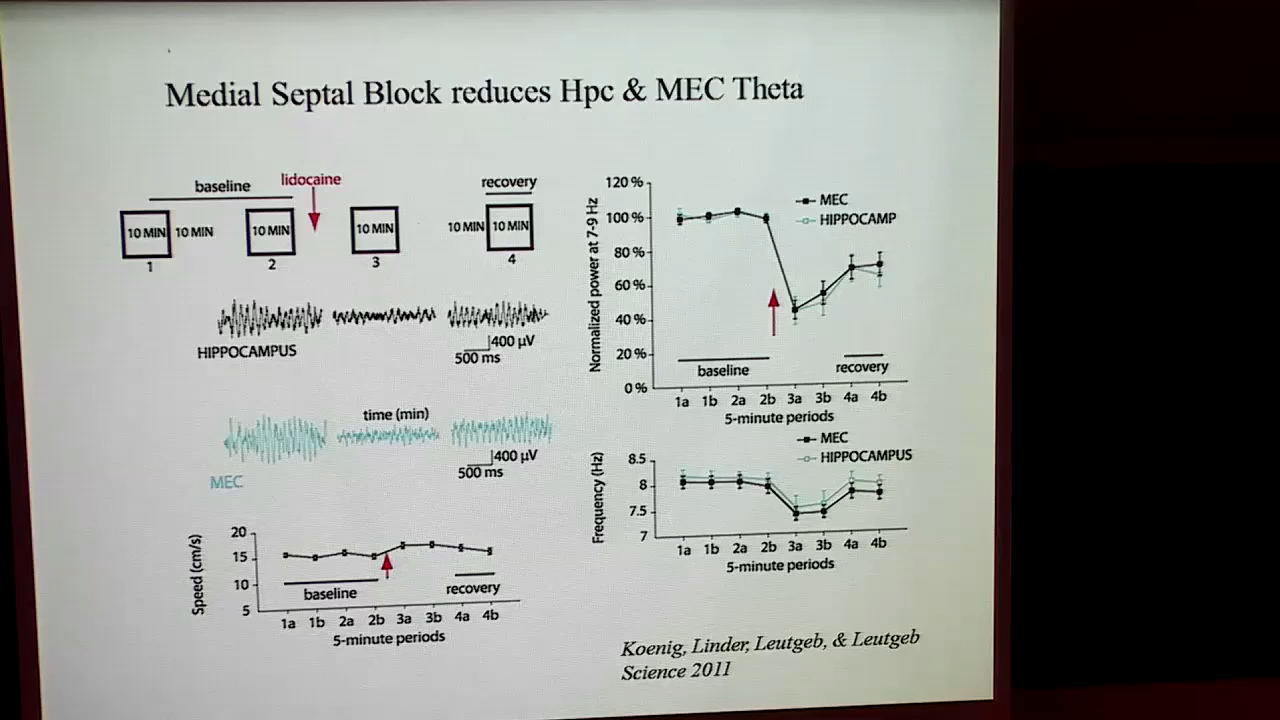 Medial Septal Block reduces Hpc & MEC Theta
baseline
lidocaine
recovery
10 MIN
10 MIN
10 MIN
10 MIN
10 MIN
10 MIN
1
2
3
4
HIPPOCAMPUS
400 µV
500 ms
time (min)
MEC
400 µV
500 ms
Speed (cm/s)
20
15
10
5
baseline
recovery
1a 1b 2a 2b 3a 3b 4a 4b
5-minute periods
Normalized power at 7-9 Hz
120 %
100 %
80 %
60 %
40 %
20 %
0 %
MEC
HIPPOCAMP
baseline
recovery
1a 1b 2a 2b 3a 3b 4a 4b
5-minute periods
MEC
HIPPOCAMPUS
Frequency (Hz)
8.5
8
7.5
7
1a 1b 2a 2b 3a 3b 4a 4b
5-minute periods
Koenig, Linder, Leutgeb, & Leutgeb
Science 2011